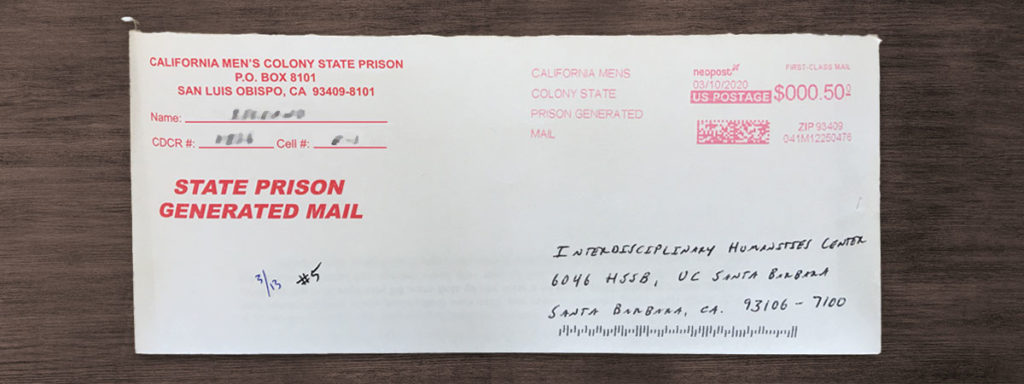 CALIFORNIA MEN'S COLONY STATE PRISON
P.O. BOX 8101
SAN LUIS OBISPO, CA 93409-8101
Name:
CDCR #: Cell #:
STATE PRISON
GENERATED MAIL
3/13 #5
CALIFORNIA MENS
COLONY STATE
PRISON GENERATED
MAIL
neopost
FIRST-CLASS MAIL
03/10/2020
US POSTAGE $000.50⁰
ZIP 93409
041M12250476
INTERDISCIPLINARY HUMANITIES CENTER
6046 HSSB, UC SANTA BARBARA
SANTA BARBARA, CA. 93106-7100